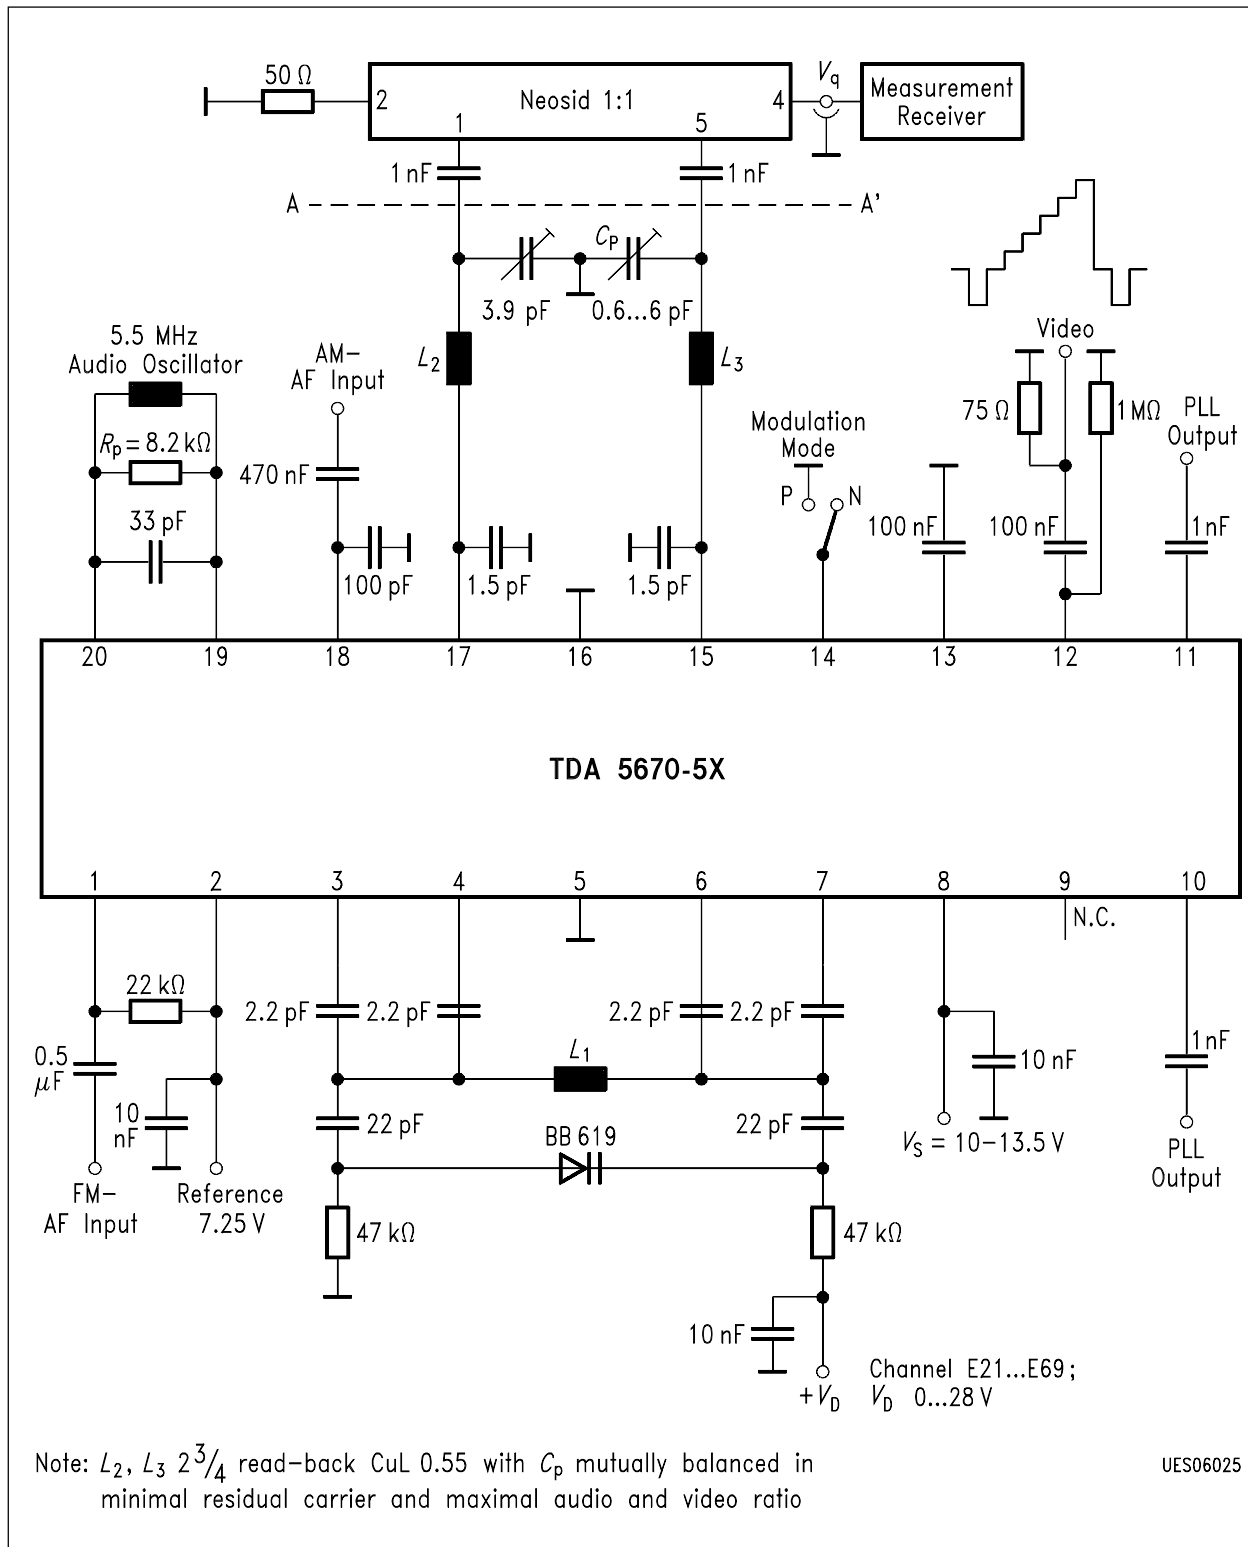 50 Ω
2
Neosid 1:1
4
1
5
Vq
Measurement
Receiver
1 nF
1 nF
A
A'
Cp
3.9 pF
0.6...6 pF
5.5 MHz
Audio Oscillator
Rp = 8.2 kΩ
33 pF
AM-
AF Input
470 nF
100 pF
L2
L3
1.5 pF
1.5 pF
Modulation
Mode
P
N
100 nF
Video
75 Ω
1 MΩ
100 nF
PLL
Output
1 nF
20
19
18
17
16
15
14
13
12
11
TDA 5670-5X
1
2
3
4
5
6
7
8
9
10
N.C.
22 kΩ
0.5
μF
10
nF
FM-
AF Input
Reference
7.25 V
2.2 pF
2.2 pF
2.2 pF
2.2 pF
L1
22 pF
22 pF
BB 619
47 kΩ
47 kΩ
10 nF
+VD
Channel E21...E69;
VD 0...28 V
10 nF
VS = 10-13.5 V
1 nF
PLL
Output
Note: L2, L3 2 3/4 read-back CuL 0.55 with Cp mutually balanced in
minimal residual carrier and maximal audio and video ratio
UES06025